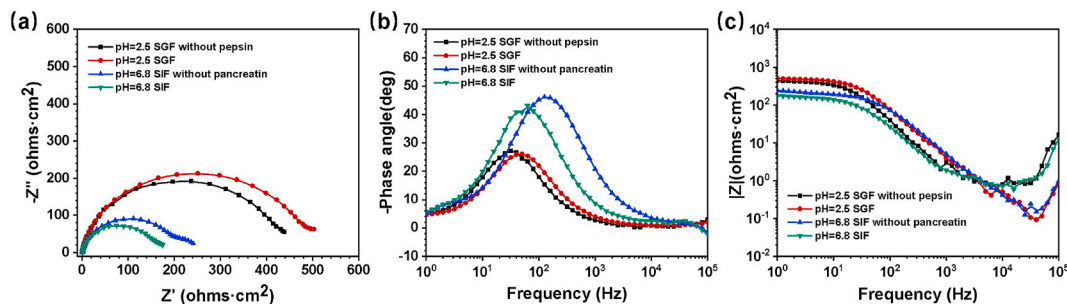 (a)
-Z'' (ohms·cm2)
600
500
400
300
200
100
0
pH=2.5 SGF without pepsin
pH=2.5 SGF
pH=6.8 SIF without pancreatin
pH=6.8 SIF
0 100 200 300 400 500 600
Z' (ohms·cm2)
(b)
-Phase angle(deg)
70
60
50
40
30
20
10
0
-10
pH=2.5 SGF without pepsin
pH=2.5 SGF
pH=6.8 SIF without pancreatin
pH=6.8 SIF
10^0 10^1 10^2 10^3 10^4 10^5
Frequency (Hz)
(c)
|Z|(ohms·cm2)
10^5
10^4
10^3
10^2
10^1
10^0
10^-1
10^-2
pH=2.5 SGF without pepsin
pH=2.5 SGF
pH=6.8 SIF without pancreatin
pH=6.8 SIF
10^0 10^1 10^2 10^3 10^4 10^5
Frequency (Hz)